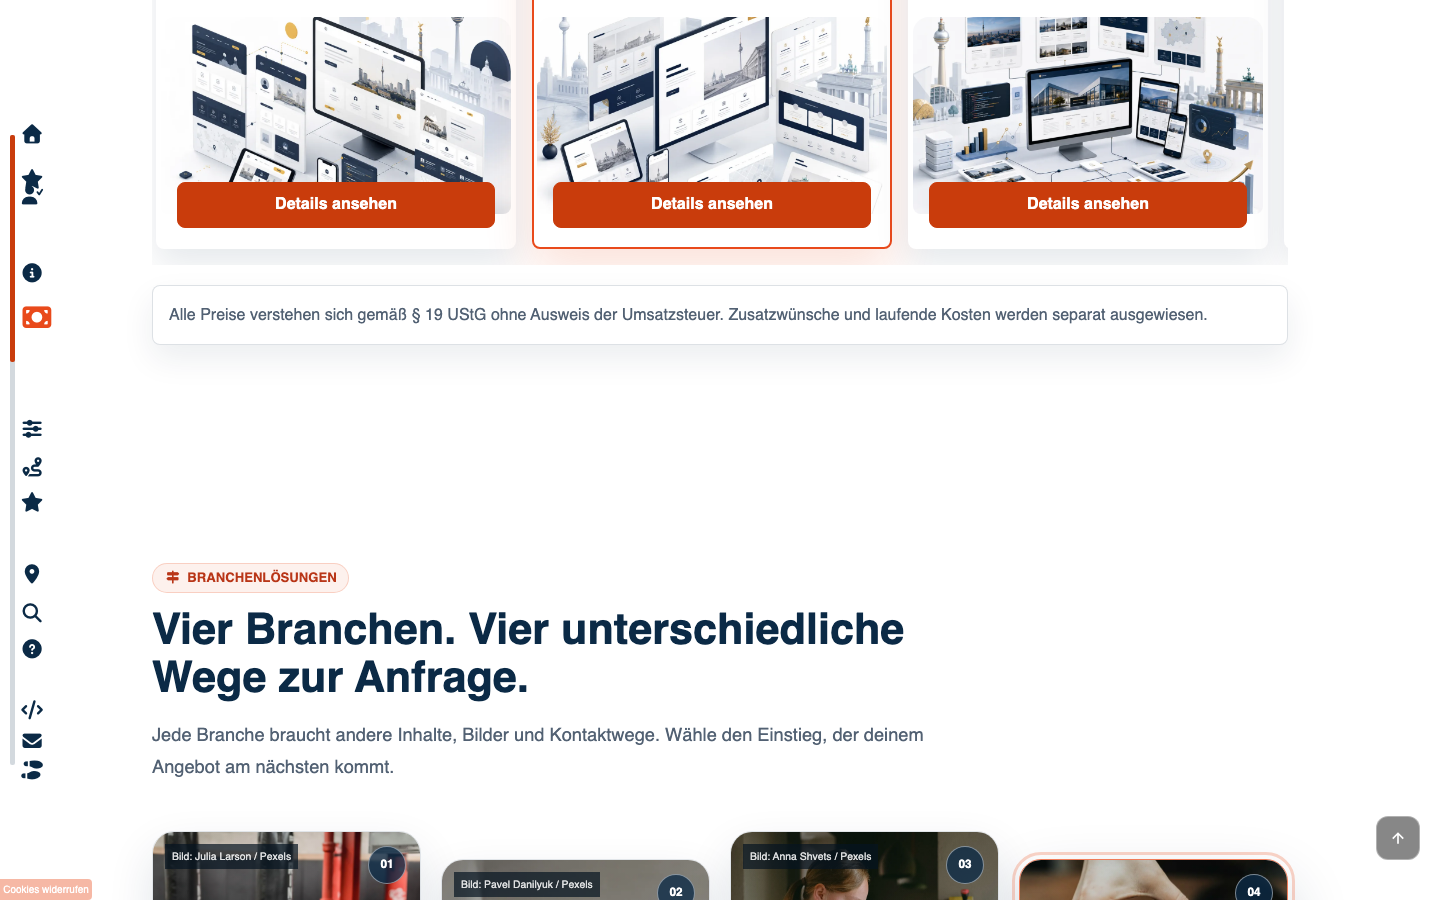 Details ansehen
Details ansehen
Details ansehen
Alle Preise verstehen sich gemäß § 19 UStG ohne Ausweis der Umsatzsteuer. Zusatzwünsche und laufende Kosten werden separat ausgewiesen.
BRANCHENLÖSUNGEN
Vier Branchen. Vier unterschiedliche
Wege zur Anfrage.
Jede Branche braucht andere Inhalte, Bilder und Kontaktwege. Wähle den Einstieg, der deinem
Angebot am nächsten kommt.
Bild: Julia Larson / Pexels
01
Bild: Pavel Danilyuk / Pexels
02
Bild: Anna Shvets / Pexels
03
04
Cookies widerrufen